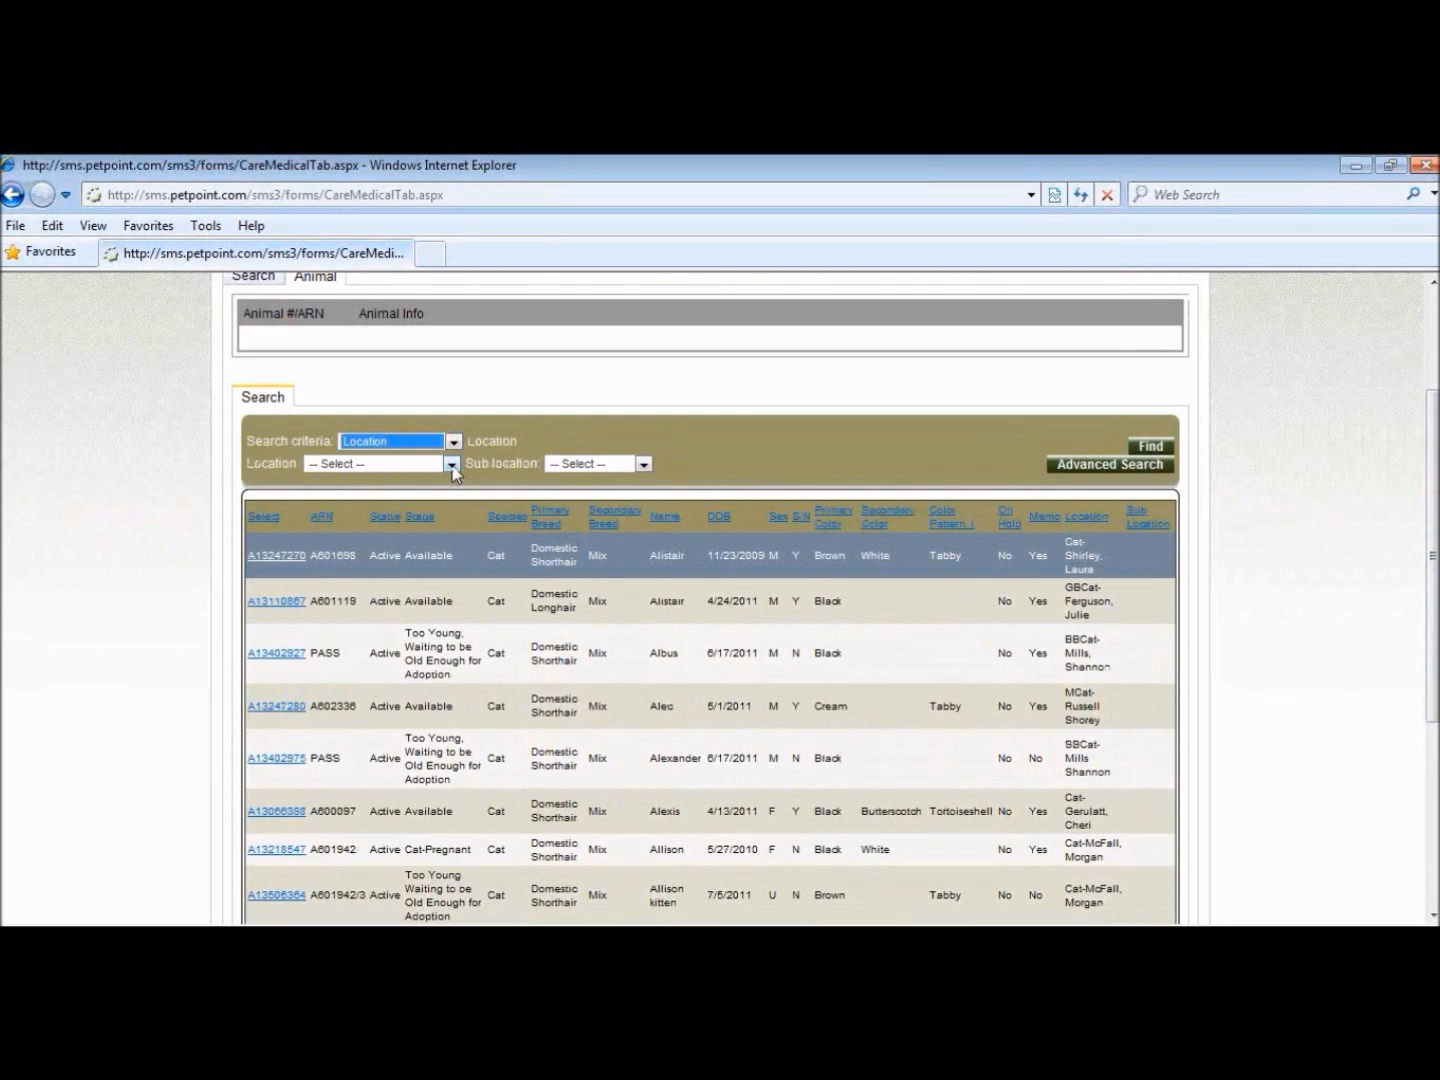 http://sms.petpoint.com/sms3/forms/CareMedicalTab.aspx - Windows Internet Explorer
http://sms.petpoint.com/sms3/forms/CareMedicalTab.aspx Web Search
File Edit View Favorites Tools Help
Favorites http://sms.petpoint.com/sms3/forms/CareMedi...
Search Animal
Animal #/ARN Animal Info
Search
Search criteria: Location Location
Find
Location -- Select -- Sub location: -- Select --
Advanced Search
Select ARN Status Stage Species Primary Breed Secondary Breed Name DOB Sex S/N Primary Color Secondary Color Color Pattern On Hold Memo Location Sub Location
A13247270 A601698 Active Available Cat Domestic Shorthair Mix Alistair 11/23/2009 M Y Brown White Tabby No Yes Cat-Shirley, Laura
A13110867 A601119 Active Available Cat Domestic Longhair Mix Alistair 4/24/2011 M Y Black No Yes GBCat-Ferguson, Julie
A13402927 PASS Active Too Young, Waiting to be Old Enough for Adoption Cat Domestic Shorthair Mix Albus 6/17/2011 M N Black No Yes BBCat-Mills, Shannon
A13247280 A602336 Active Available Cat Domestic Shorthair Mix Alec 5/1/2011 M Y Cream Tabby No Yes MCat-Russell Shorey
A13402975 PASS Active Too Young, Waiting to be Old Enough for Adoption Cat Domestic Shorthair Mix Alexander 6/17/2011 M N Black No No SBCat-Mills Shannon
A13066398 A600097 Active Available Cat Domestic Shorthair Mix Alexis 4/13/2011 F Y Black Butterscotch Tortoiseshell No Yes Cat-Gerulatt, Cheri
A13218547 A601942 Active Cat-Pregnant Cat Domestic Shorthair Mix Allison 5/27/2010 F N Black White No Yes Cat-McFall, Morgan
A13506364 A601942/3 Active Too Young Waiting to be Old Enough for Adoption Cat Domestic Shorthair Mix Allison kitten 7/5/2011 U N Brown Tabby No No Cat-McFall, Morgan